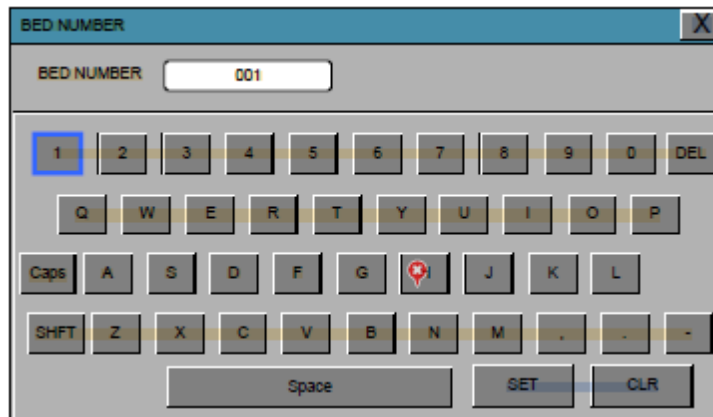 BED NUMBER X
BED NUMBER 001
1 2 3 4 5 6 7 8 9 0 DEL
Q W E R T Y U I O P
Caps A S D F G J K L
SHFT Z X C V B N M , . -
Space SET CLR